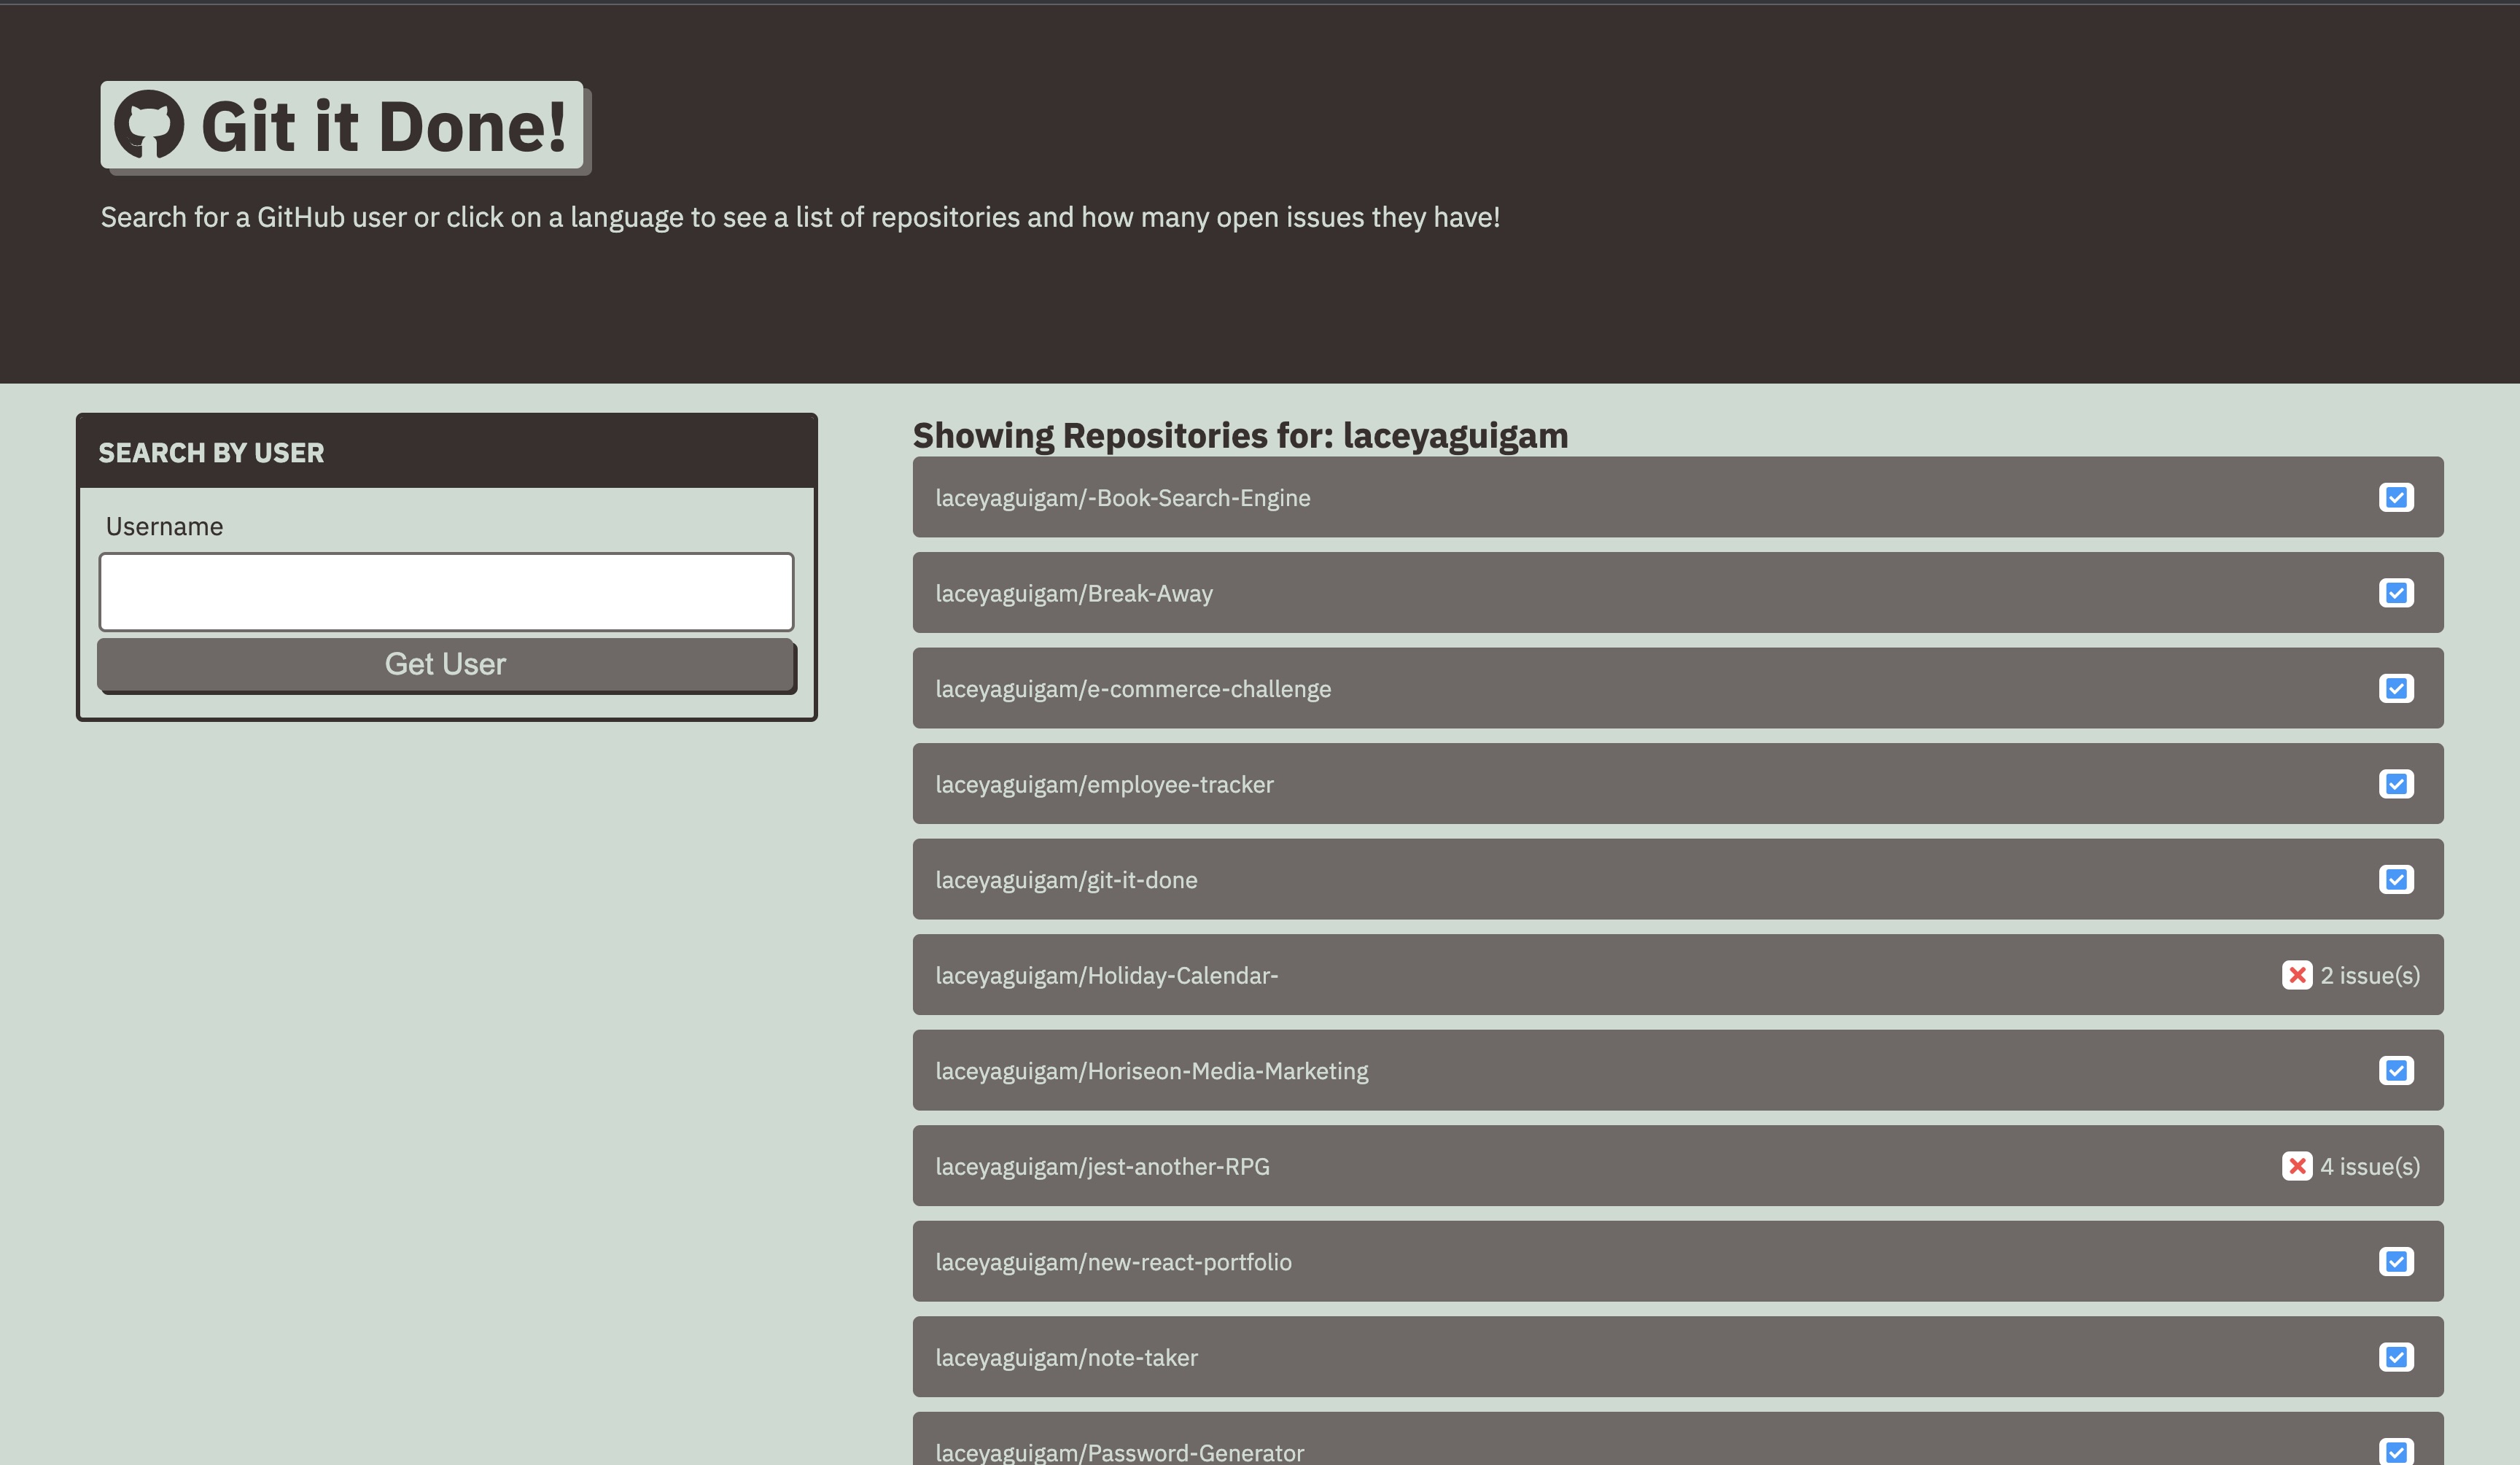 Git it Done!
Search for a GitHub user or click on a language to see a list of repositories and how many open issues they have!
SEARCH BY USER
Username
Get User
Showing Repositories for: laceyaguigam
laceyaguigam/-Book-Search-Engine
laceyaguigam/Break-Away
laceyaguigam/e-commerce-challenge
laceyaguigam/employee-tracker
laceyaguigam/git-it-done
laceyaguigam/Holiday-Calendar- 2 issue(s)
laceyaguigam/Horiseon-Media-Marketing
laceyaguigam/jest-another-RPG 4 issue(s)
laceyaguigam/new-react-portfolio
laceyaguigam/note-taker
laceyaguigam/Password-Generator